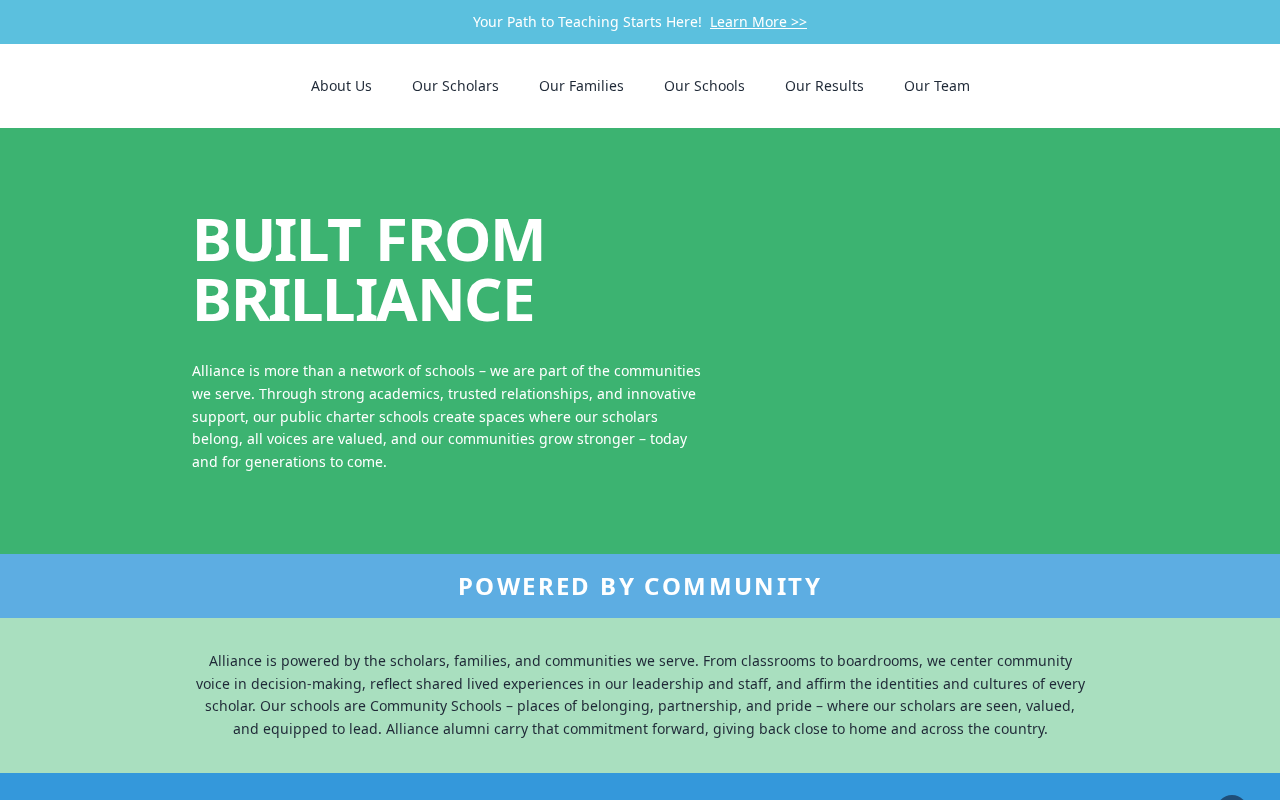 Your Path to Teaching Starts Here! Learn More >>
About Us Our Scholars Our Families Our Schools Our Results Our Team
BUILT FROM
BRILLIANCE
Alliance is more than a network of schools – we are part of the communities
we serve. Through strong academics, trusted relationships, and innovative
support, our public charter schools create spaces where our scholars
belong, all voices are valued, and our communities grow stronger – today
and for generations to come.
POWERED BY COMMUNITY
Alliance is powered by the scholars, families, and communities we serve. From classrooms to boardrooms, we center community
voice in decision-making, reflect shared lived experiences in our leadership and staff, and affirm the identities and cultures of every
scholar. Our schools are Community Schools – places of belonging, partnership, and pride – where our scholars are seen, valued,
and equipped to lead. Alliance alumni carry that commitment forward, giving back close to home and across the country.